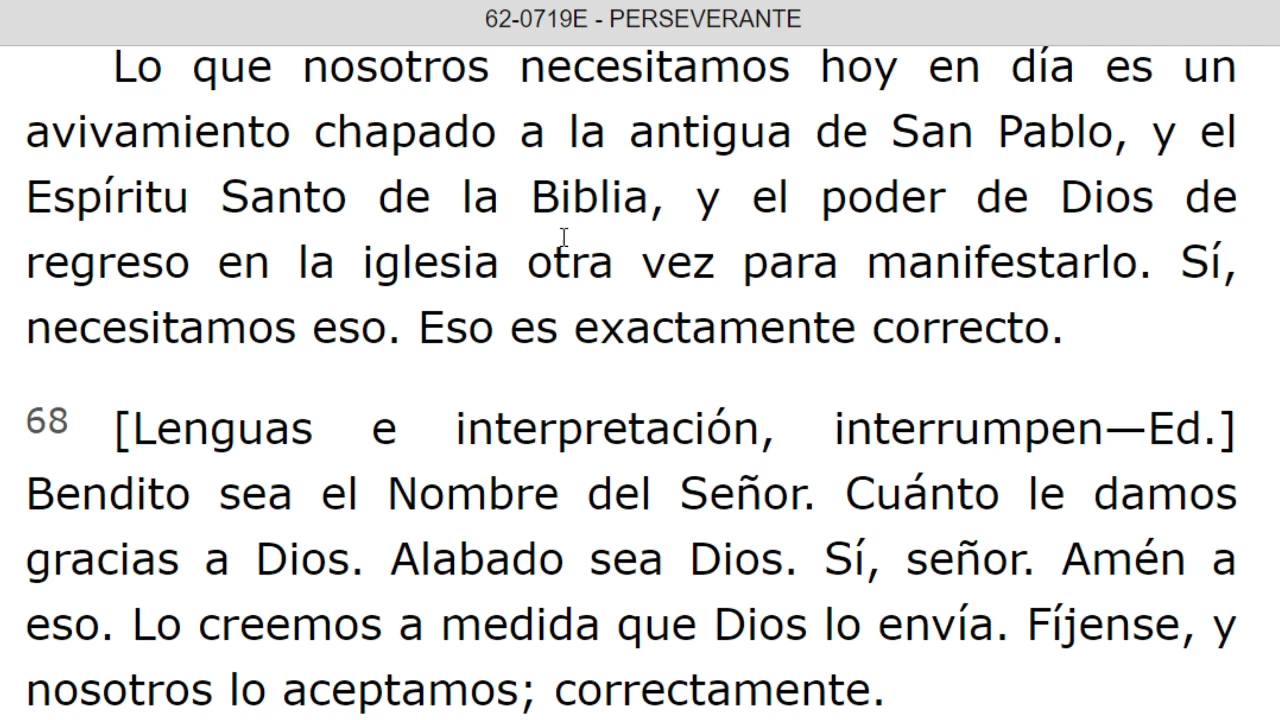 62-0719E - PERSEVERANTE
Lo que nosotros necesitamos hoy en día es un
avivamiento chapado a la antigua de San Pablo, y el
Espíritu Santo de la Biblia, y el poder de Dios de
regreso en la iglesia otra vez para manifestarlo. Sí,
necesitamos eso. Eso es exactamente correcto.
68 [Lenguas e interpretación, interrumpen—Ed.]
Bendito sea el Nombre del Señor. Cuánto le damos
gracias a Dios. Alabado sea Dios. Sí, señor. Amén a
eso. Lo creemos a medida que Dios lo envía. Fíjense, y
nosotros lo aceptamos; correctamente.